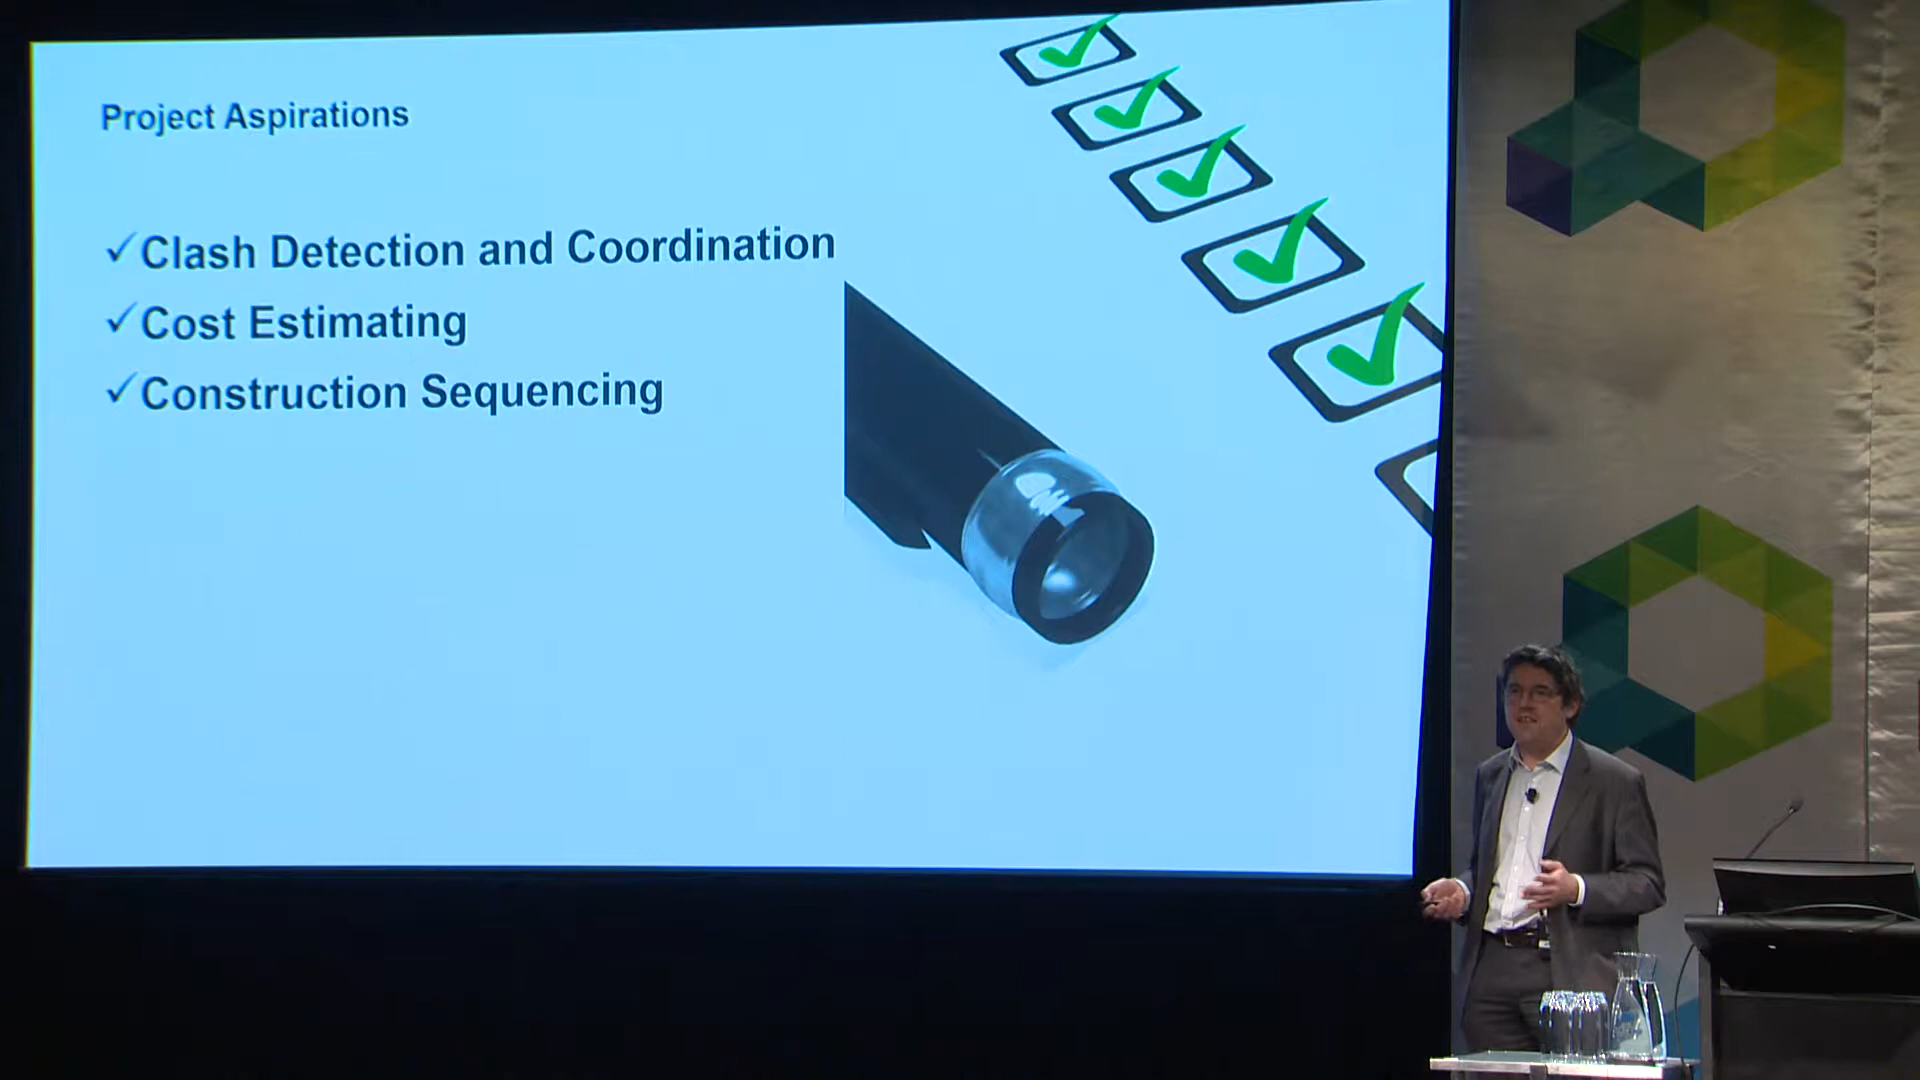 Project Aspirations
✓Clash Detection and Coordination
✓Cost Estimating
✓Construction Sequencing